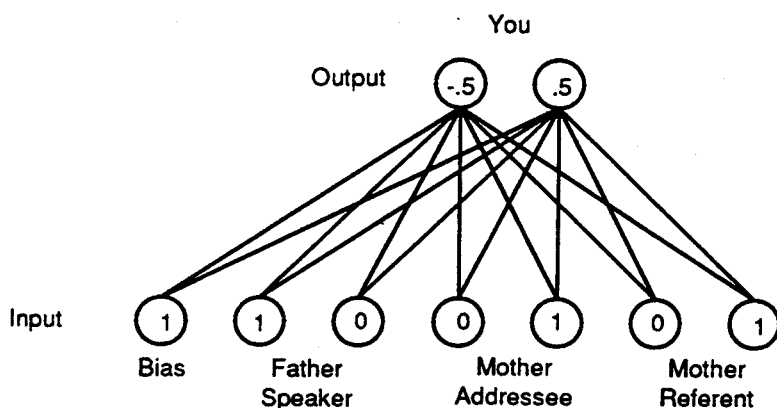 You
Output -.5 .5
Input 1 1 0 0 1 0 1
Bias Father Mother Mother
Speaker Addressee Referent